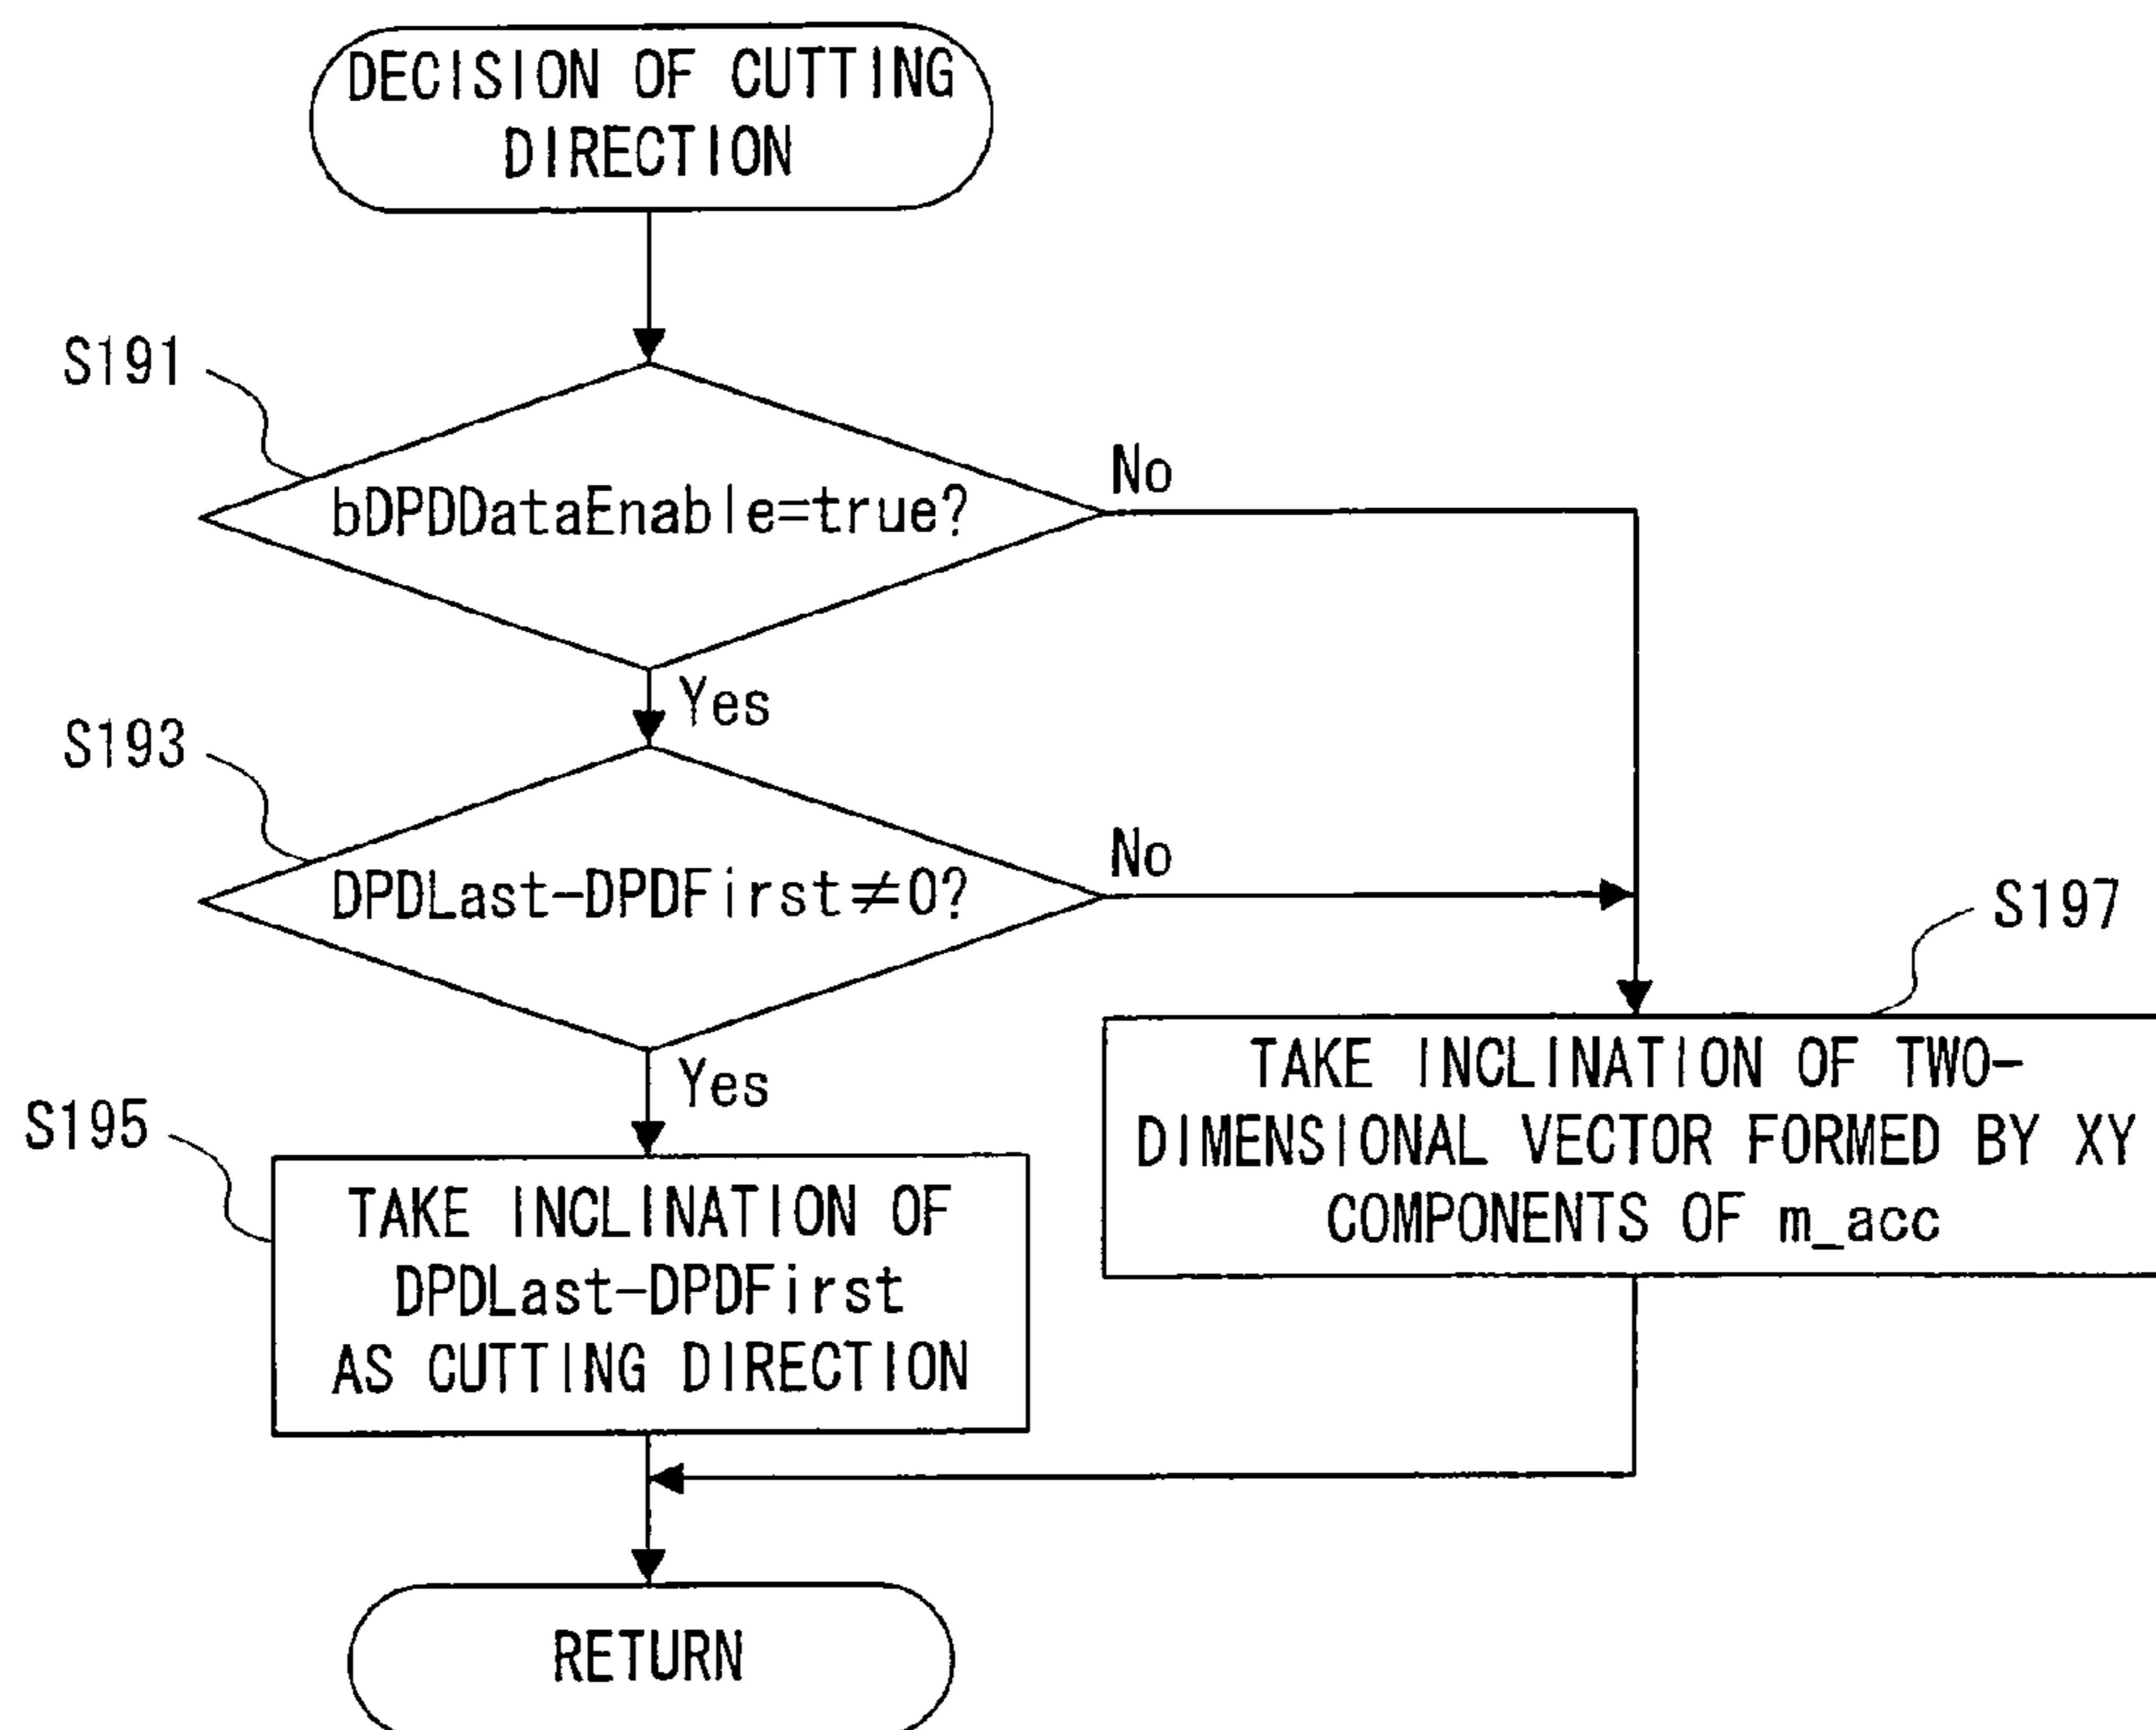 DECISION OF CUTTING
DIRECTION
S191
bDPDDataEnable=true?
No
Yes
S193
DPDLast-DPDFirst≠0?
No
Yes
S197
TAKE INCLINATION OF TWO-
DIMENSIONAL VECTOR FORMED BY XY
COMPONENTS OF m_acc
S195
TAKE INCLINATION OF
DPDLast-DPDFirst
AS CUTTING DIRECTION
RETURN